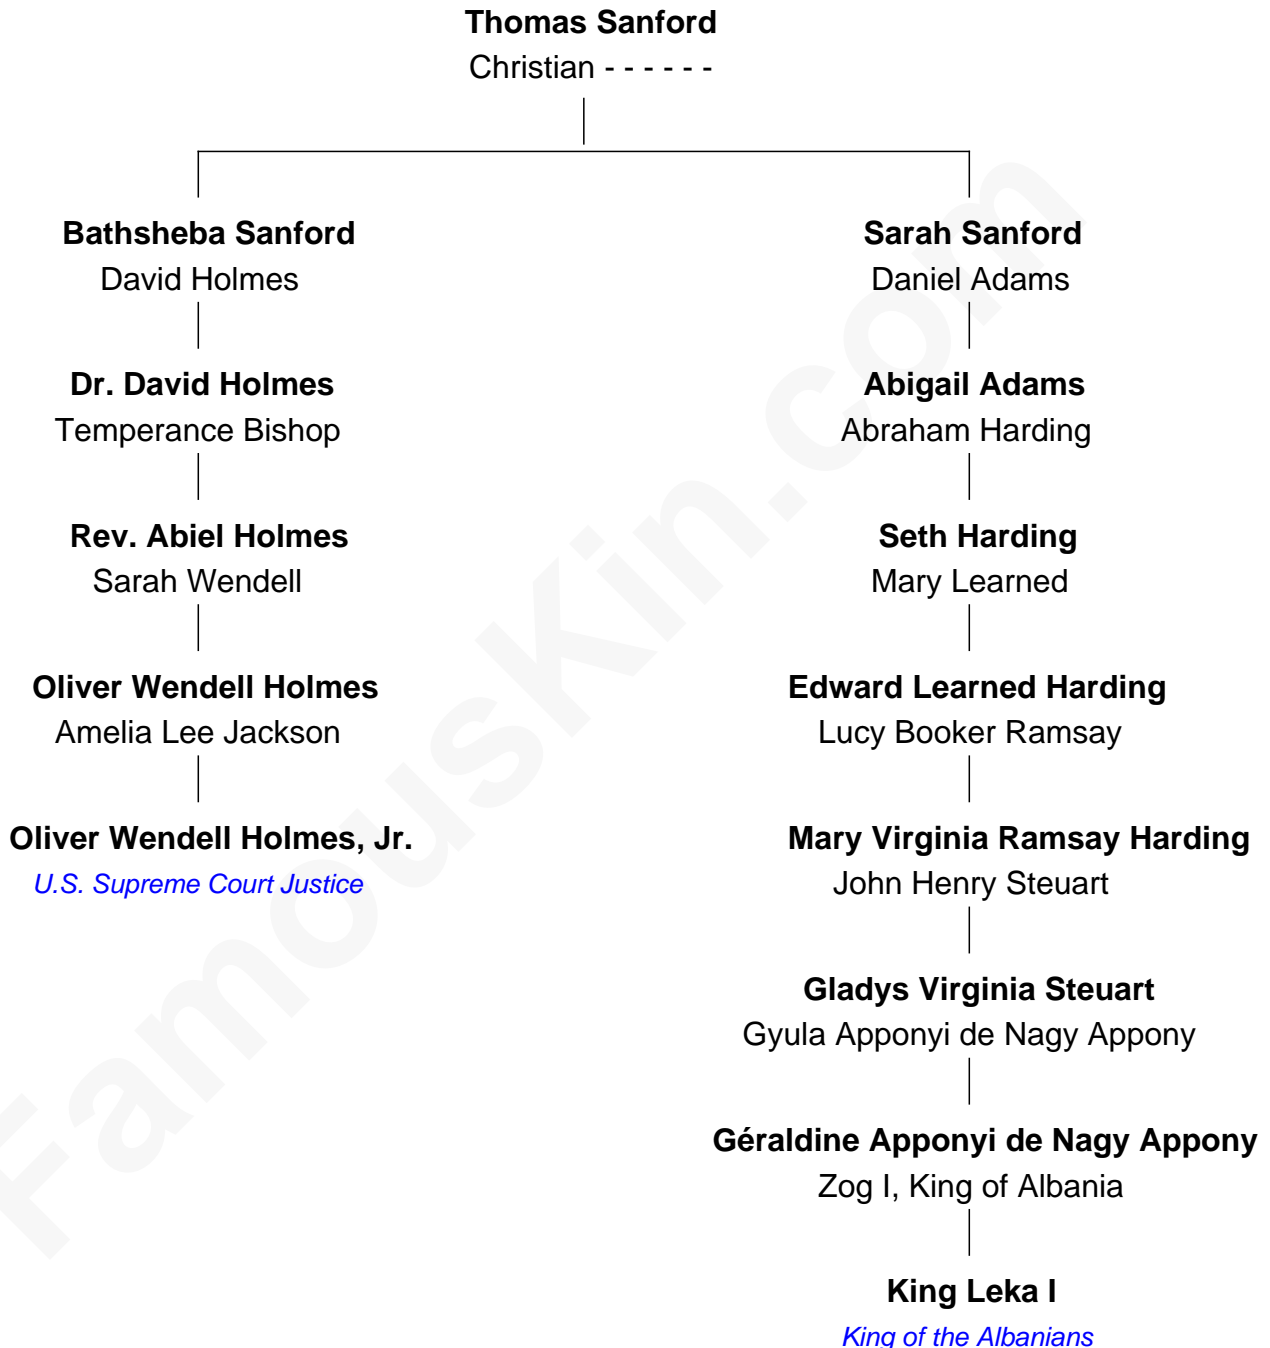 Thomas Sanford
Christian - - - - - -
Bathsheba Sanford
David Holmes
Dr. David Holmes
Temperance Bishop
Rev. Abiel Holmes
Sarah Wendell
Oliver Wendell Holmes
Amelia Lee Jackson
Oliver Wendell Holmes, Jr.
U.S. Supreme Court Justice
Sarah Sanford
Daniel Adams
Abigail Adams
Abraham Harding
Seth Harding
Mary Learned
Edward Learned Harding
Lucy Booker Ramsay
Mary Virginia Ramsay Harding
John Henry Steuart
Gladys Virginia Steuart
Gyula Apponyi de Nagy Appony
Géraldine Apponyi de Nagy Appony
Zog I, King of Albania
King Leka I
King of the Albanians
FamousKin.com